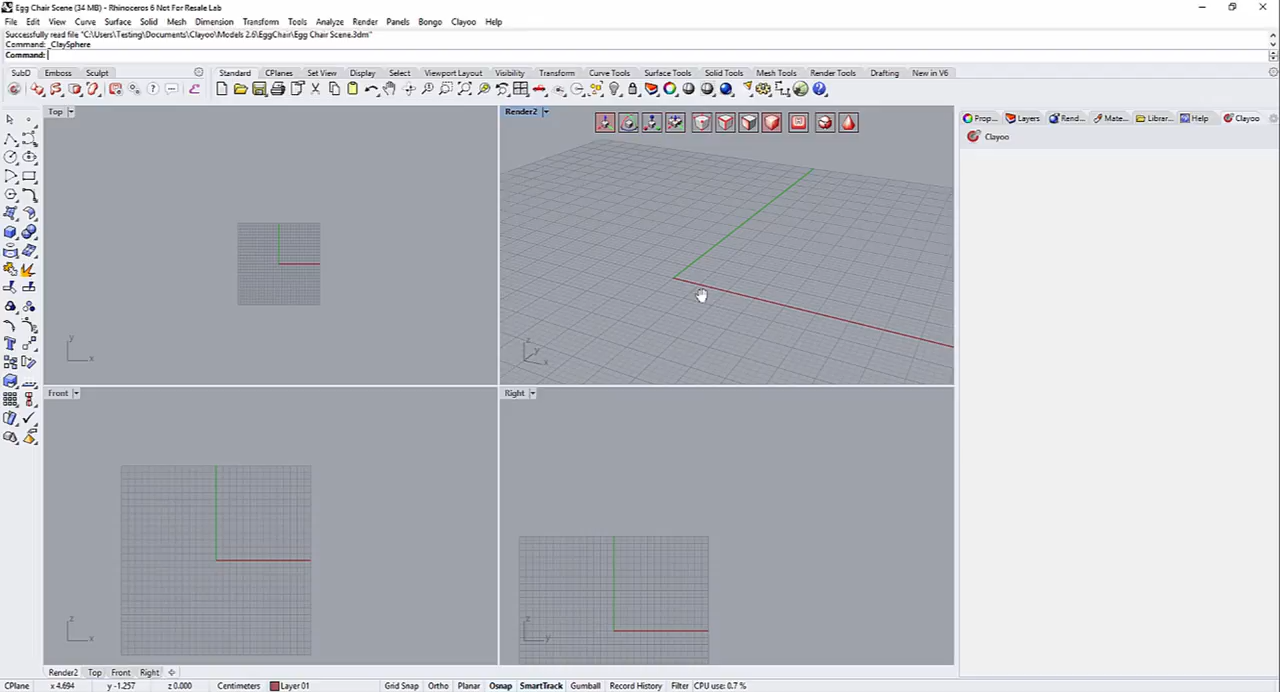 Egg Chair Scene (34 MB) - Rhinoceros 6 Not For Resale Lab
File Edit View Curve Surface Solid Mesh Dimension Transform Tools Analyze Render Panels Bongo Clayoo Help
Successfully read file "C:\Users\Testing\Documents\Clayoo\Models 2.6\EggChair\Egg Chair Scene.3dm"
Command: _ClaySphere
Command:
SubD Emboss Sculpt Standard CPlanes Set View Display Select Viewport Layout Visibility Transform Curve Tools Surface Tools Solid Tools Mesh Tools Render Tools Drafting New in V6
Top Render2 Prop... Layers Rend... Mate... Librar... Help Clayoo
Clayoo
y
x
z
y
x
Front Right
z
x
z
y
Render2 Top Front Right
CPlane x 4.694 y -1.257 z 0.000 Centimeters Layer 01 Grid Snap Ortho Planar Osnap SmartTrack Gumball Record History Filter CPU use: 0.7 %